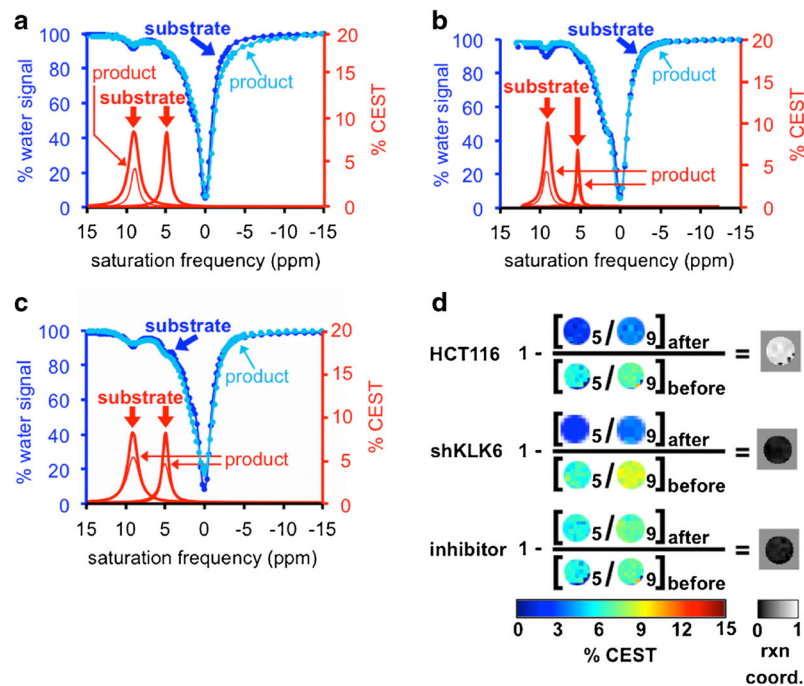 a
substrate
product
substrate
product
% water signal
100
80
60
40
20
0
20
15
10
5
0
% CEST
15 10 5 0 -5 -10 -15
saturation frequency (ppm)
b
substrate
product
substrate
product
% water signal
100
80
60
40
20
0
20
15
10
5
0
% CEST
15 10 5 0 -5 -10 -15
saturation frequency (ppm)
c
substrate
product
substrate
product
% water signal
100
80
60
40
20
0
20
15
10
5
0
% CEST
15 10 5 0 -5 -10 -15
saturation frequency (ppm)
d
HCT116 1 - [ 5 / 9 ] after =
[ 5 / 9 ] before
shKLK6 1 - [ 5 / 9 ] after =
[ 5 / 9 ] before
inhibitor 1 - [ 5 / 9 ] after =
[ 5 / 9 ] before
0 3 6 9 12 15
% CEST
0 1
rxn
coord.